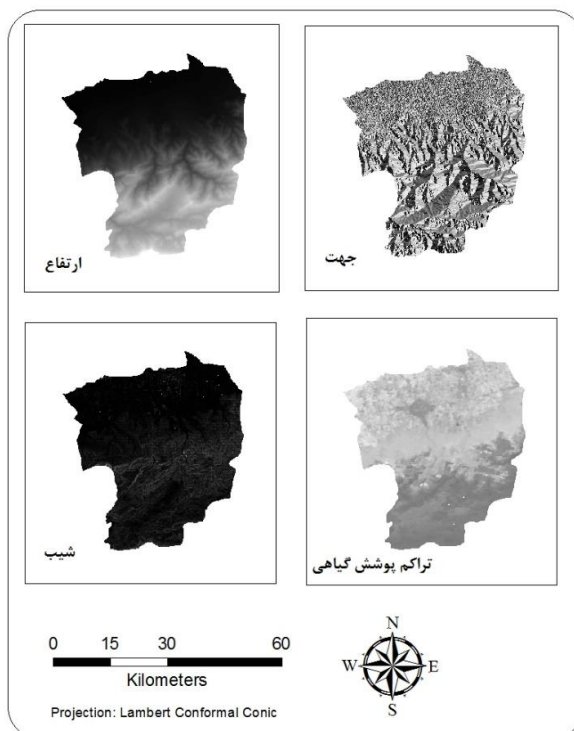 ارتفاع
جهت
شیب
تراکم پوشش گیاهی
0 15 30 60
Kilometers
N
W E
S
Projection: Lambert Conformal Conic